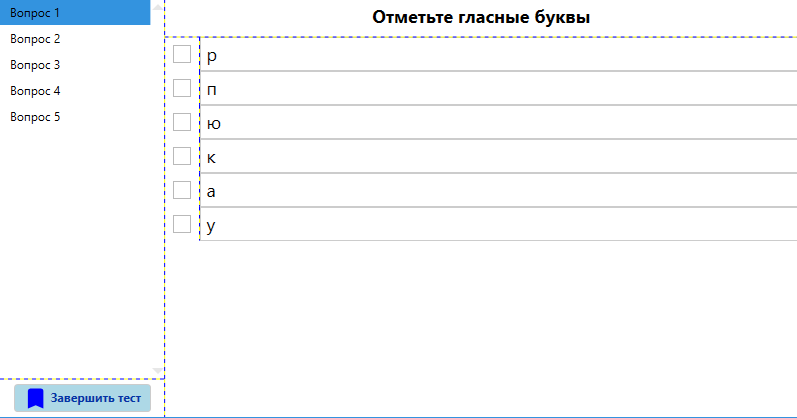 Вопрос 1
Вопрос 2
Вопрос 3
Вопрос 4
Вопрос 5
Завершить тест
Отметьте гласные буквы
р
п
ю
к
а
у